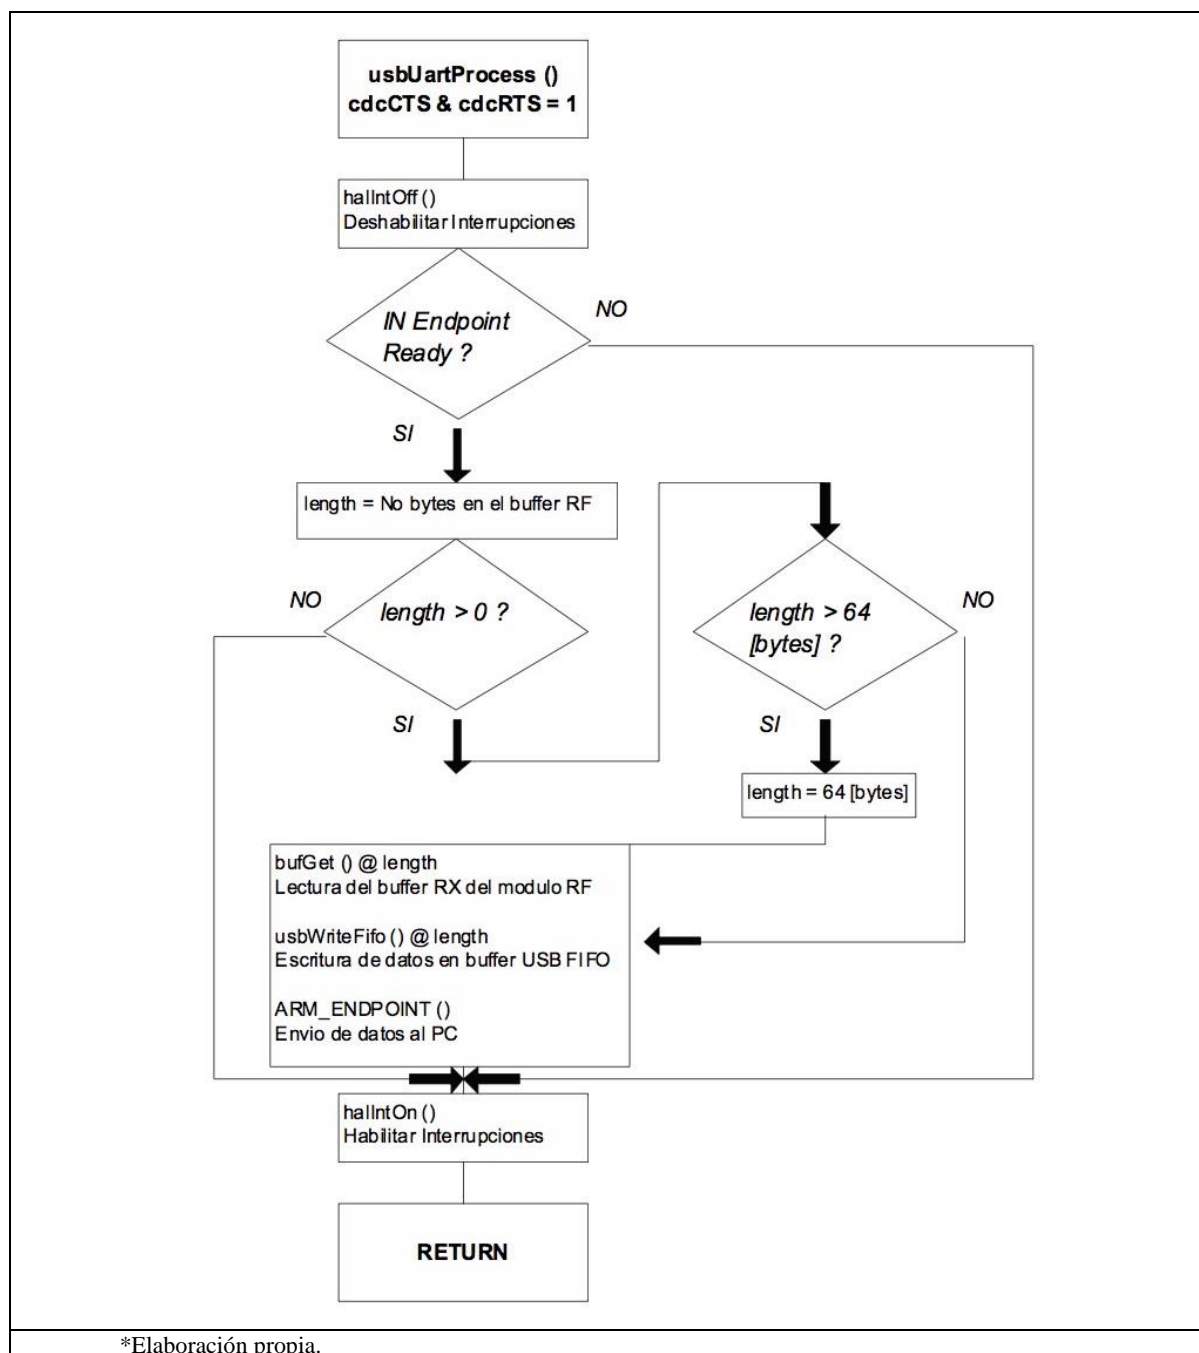 usbUartProcess ()
cdcCTS & cdcRTS = 1
halIntOff ()
Deshabilitar Interrupciones
IN Endpoint
Ready ?
NO
SI
length = No bytes en el buffer RF
NO
length > 0 ?
SI
length > 64
[bytes] ?
NO
SI
length = 64 [bytes]
bufGet () @ length
Lectura del buffer RX del modulo RF
usbWriteFifo () @ length
Escritura de datos en buffer USB FIFO
ARM_ENDPOINT ()
Envio de datos al PC
halIntOn ()
Habilitar Interrupciones
RETURN
*Elaboración propia.